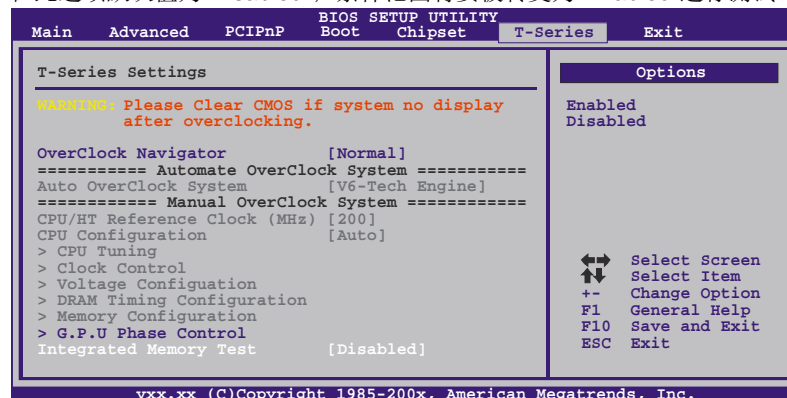 BIOS SETUP UTILITY
Main Advanced PCIPnP Boot Chipset T-Series Exit
T-Series Settings
WARNING: Please Clear CMOS if system no display
after overclocking.
OverClock Navigator [Normal]
=========== Automate OverClock System ===========
Auto OverClock System [V6-Tech Engine]
============ Manual OverClock System ============
CPU/HT Reference Clock (MHz) [200]
CPU Configuration [Auto]
> CPU Tuning
> Clock Control
> Voltage Configuation
> DRAM Timing Configuration
> Memory Configuration
> G.P.U Phase Control
Integrated Memory Test [Disabled]
Options
Enabled
Disabled
Select Screen
Select Item
+- Change Option
F1 General Help
F10 Save and Exit
ESC Exit
vxx.xx (C)Copyright 1985-200x, American Megatrends, Inc.